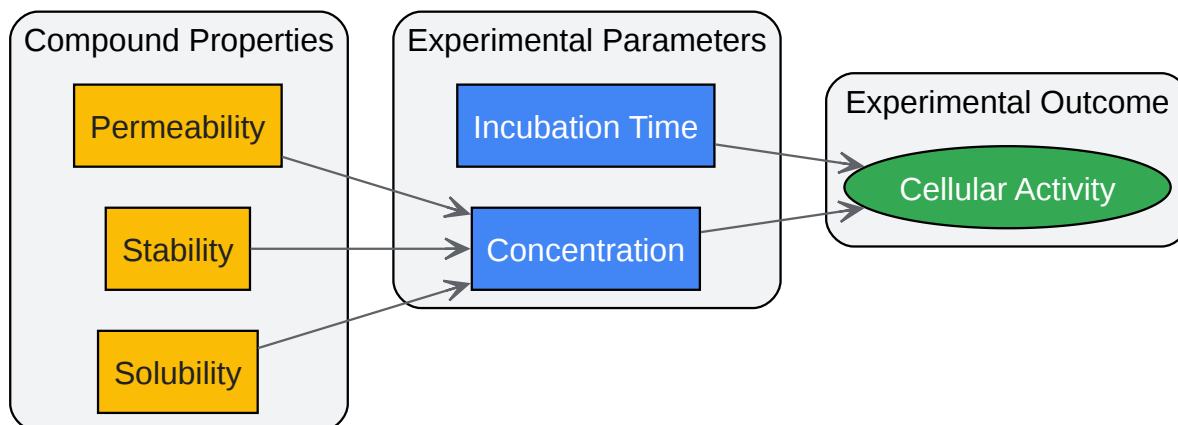 Compound Properties
Permeability
Stability
Solubility
Experimental Parameters
Incubation Time
Concentration
Experimental Outcome
Cellular Activity